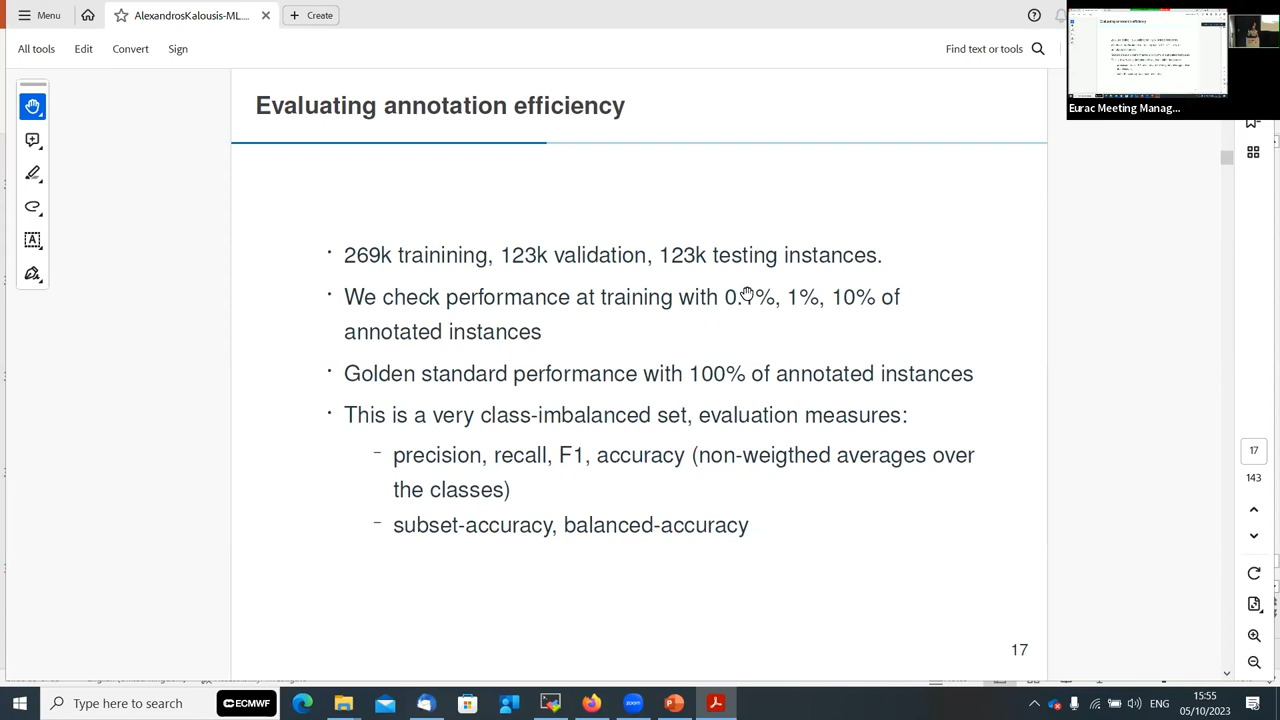 Menu
AlexandrosKalousis-ML...
Create
All tools
Edit
Convert
Sign
Find text or tools
Eurac Meeting Manag...
Evaluating annotation efficiency
269k trainining, 123k validation, 123k testing instances.
We check performance at training with 0.1%, 1%, 10% of
annotated instances
Golden standard performance with 100% of annotated instances
This is a very class-imbalanced set, evaluation measures:
precision, recall, F1, accuracy (non-weigthed averages over
the classes)
subset-accuracy, balanced-accuracy
17
17
143
Type here to search
ECMWF
zoom
ENG
15:55
05/10/2023